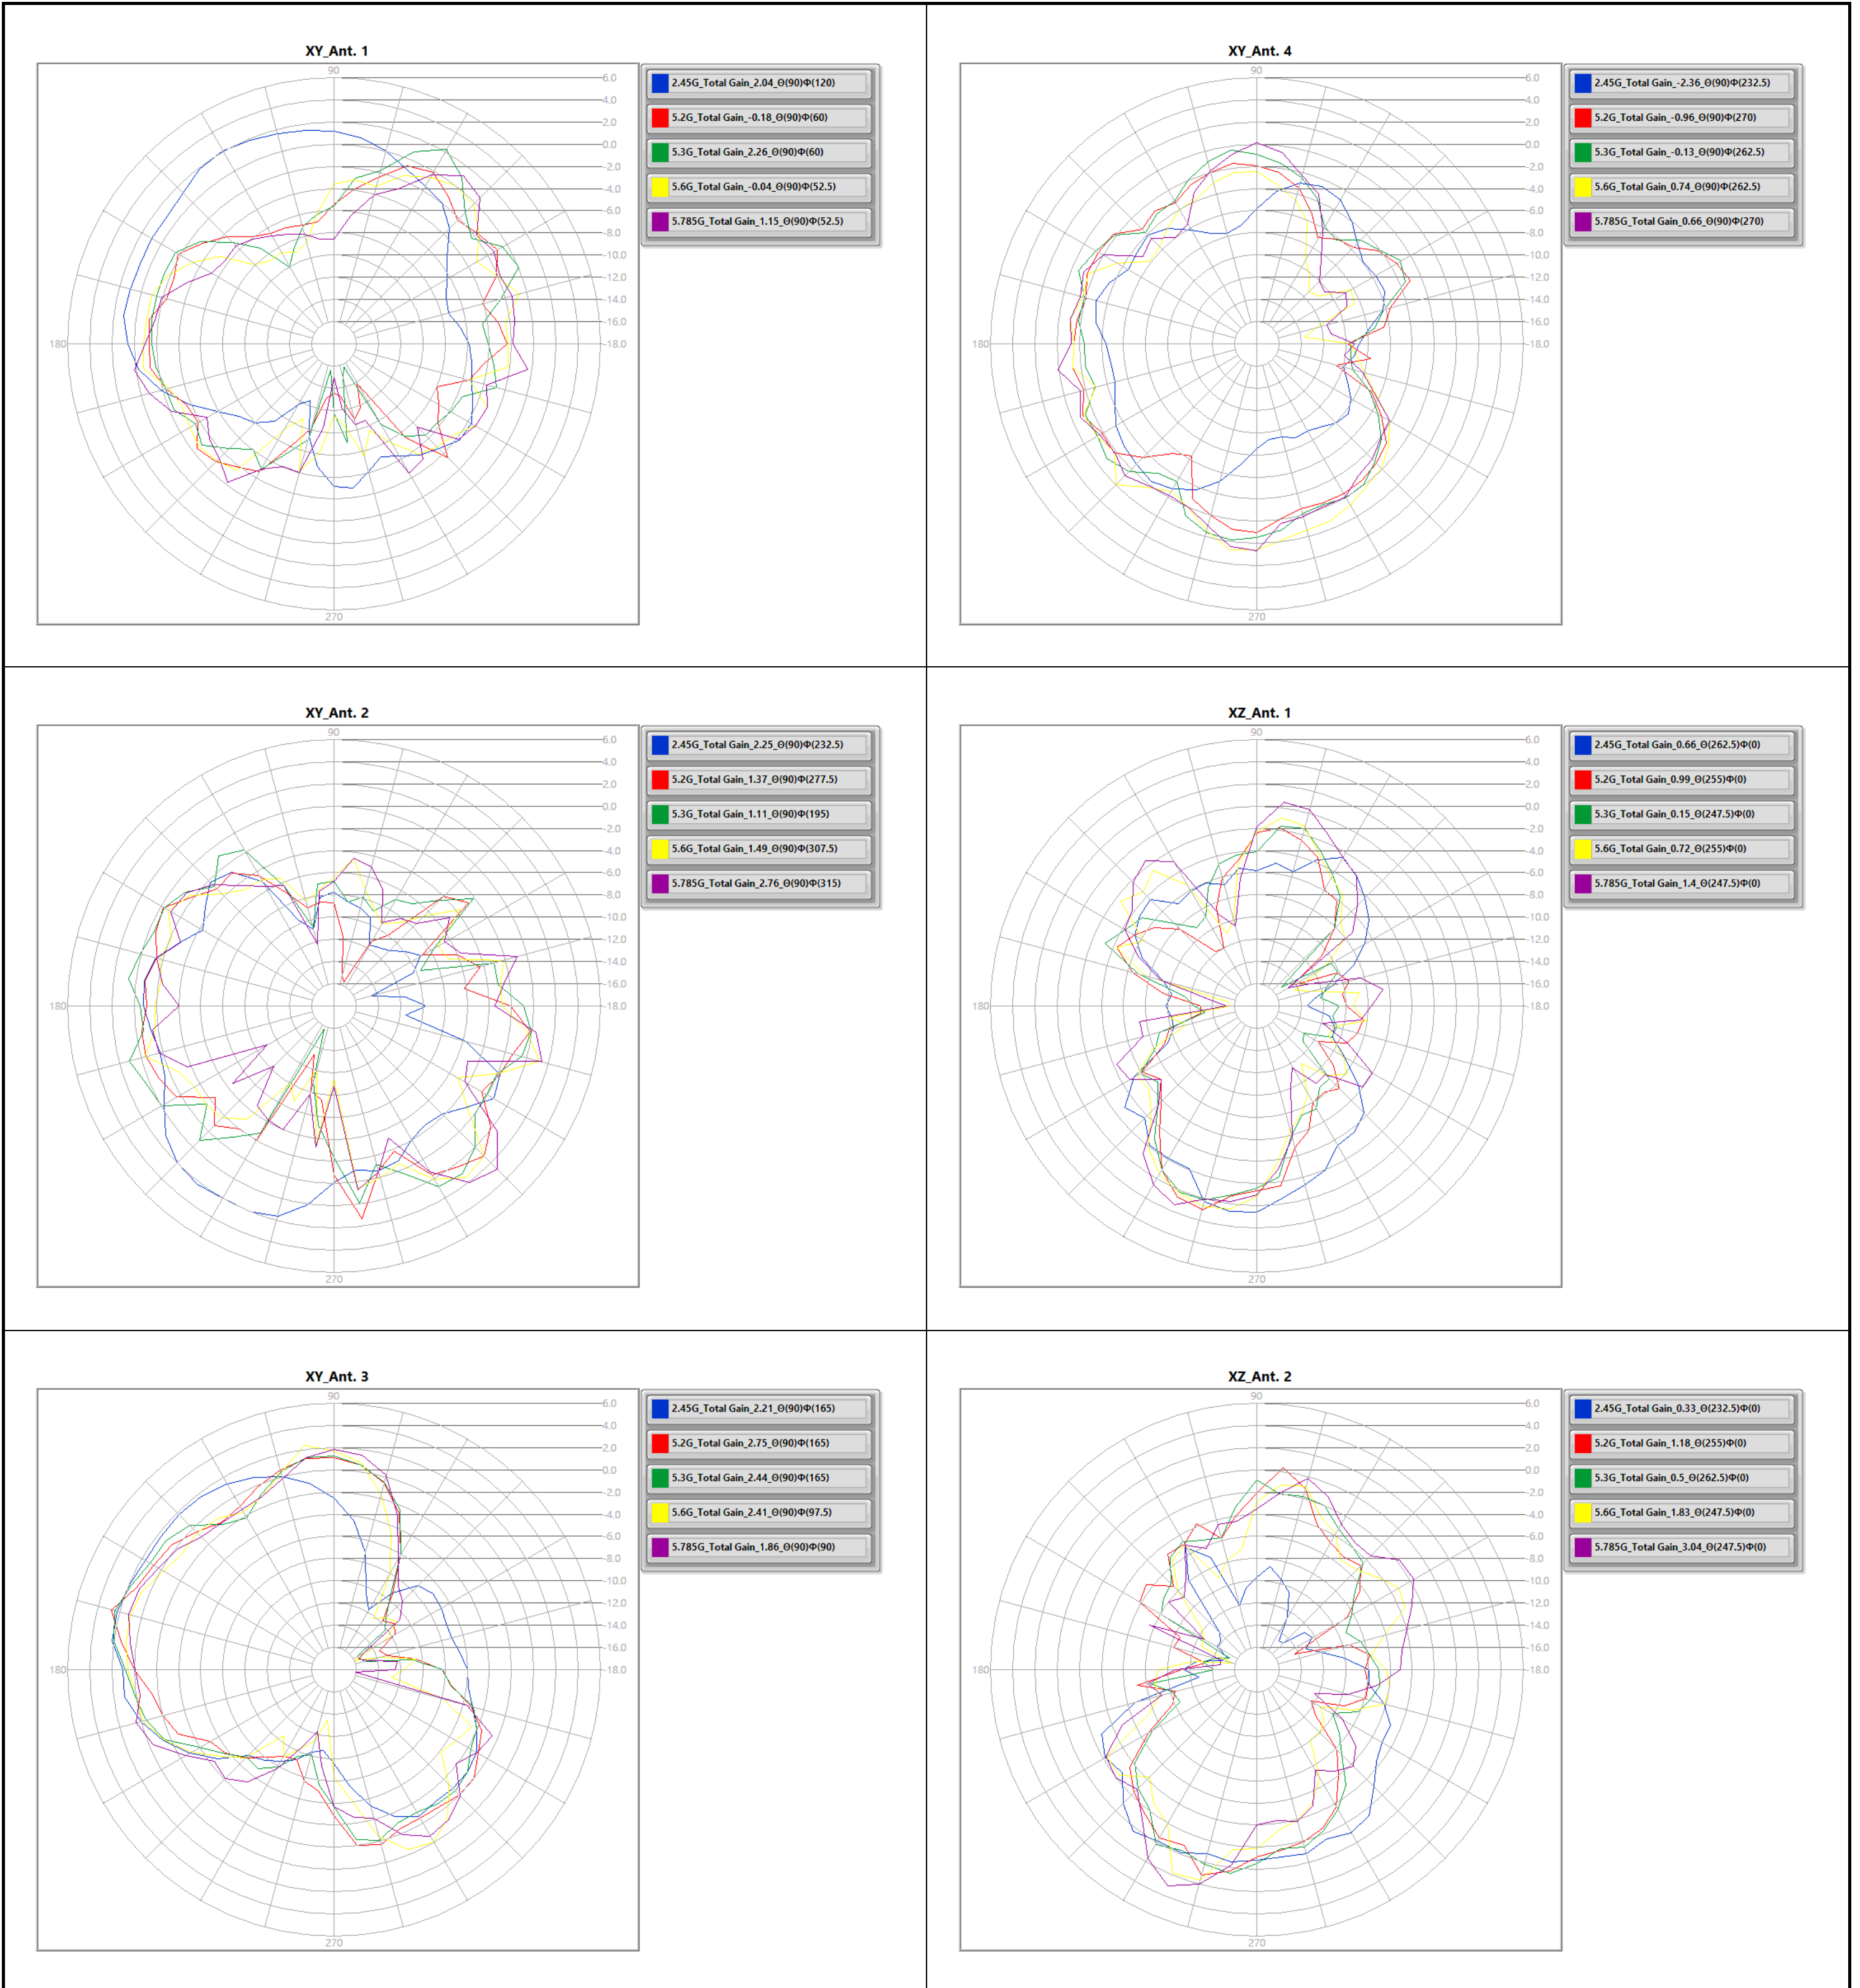 XY_Ant. 1
90
6.0
4.0
2.0
0.0
-2.0
-4.0
-6.0
-8.0
-10.0
-12.0
-14.0
-16.0
-18.0
180
270
2.45G_Total Gain_2.04_Θ(90)Φ(120)
5.2G_Total Gain_-0.18_Θ(90)Φ(60)
5.3G_Total Gain_2.26_Θ(90)Φ(60)
5.6G_Total Gain_-0.04_Θ(90)Φ(52.5)
5.785G_Total Gain_1.15_Θ(90)Φ(52.5)
XY_Ant. 4
90
6.0
4.0
2.0
0.0
-2.0
-4.0
-6.0
-8.0
-10.0
-12.0
-14.0
-16.0
-18.0
180
270
2.45G_Total Gain_-2.36_Θ(90)Φ(232.5)
5.2G_Total Gain_-0.96_Θ(90)Φ(270)
5.3G_Total Gain_-0.13_Θ(90)Φ(262.5)
5.6G_Total Gain_0.74_Θ(90)Φ(262.5)
5.785G_Total Gain_0.66_Θ(90)Φ(270)
XY_Ant. 2
90
6.0
4.0
2.0
0.0
-2.0
-4.0
-6.0
-8.0
-10.0
-12.0
-14.0
-16.0
-18.0
180
270
2.45G_Total Gain_2.25_Θ(90)Φ(232.5)
5.2G_Total Gain_1.37_Θ(90)Φ(277.5)
5.3G_Total Gain_1.11_Θ(90)Φ(195)
5.6G_Total Gain_1.49_Θ(90)Φ(307.5)
5.785G_Total Gain_2.76_Θ(90)Φ(315)
XZ_Ant. 1
90
6.0
4.0
2.0
0.0
-2.0
-4.0
-6.0
-8.0
-10.0
-12.0
-14.0
-16.0
-18.0
180
270
2.45G_Total Gain_0.66_Θ(262.5)Φ(0)
5.2G_Total Gain_0.99_Θ(255)Φ(0)
5.3G_Total Gain_0.15_Θ(247.5)Φ(0)
5.6G_Total Gain_0.72_Θ(255)Φ(0)
5.785G_Total Gain_1.4_Θ(247.5)Φ(0)
XY_Ant. 3
90
6.0
4.0
2.0
0.0
-2.0
-4.0
-6.0
-8.0
-10.0
-12.0
-14.0
-16.0
-18.0
180
270
2.45G_Total Gain_2.21_Θ(90)Φ(165)
5.2G_Total Gain_2.75_Θ(90)Φ(165)
5.3G_Total Gain_2.44_Θ(90)Φ(165)
5.6G_Total Gain_2.41_Θ(90)Φ(97.5)
5.785G_Total Gain_1.86_Θ(90)Φ(90)
XZ_Ant. 2
90
6.0
4.0
2.0
0.0
-2.0
-4.0
-6.0
-8.0
-10.0
-12.0
-14.0
-16.0
-18.0
180
270
2.45G_Total Gain_0.33_Θ(232.5)Φ(0)
5.2G_Total Gain_1.18_Θ(255)Φ(0)
5.3G_Total Gain_0.5_Θ(262.5)Φ(0)
5.6G_Total Gain_1.83_Θ(247.5)Φ(0)
5.785G_Total Gain_3.04_Θ(247.5)Φ(0)